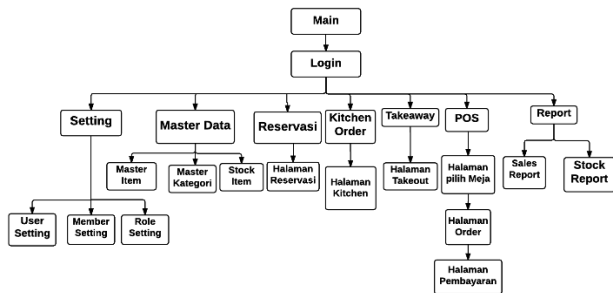 Main
Login
Setting
Master Data
Reservasi
Kitchen
Order
Takeaway
POS
Report
Master
Item
Master
Kategori
Stock
Item
Halaman
Reservasi
Halaman
Kitchen
Halaman
Takeout
Halaman
pilih Meja
Sales
Report
Stock
Report
User
Setting
Member
Setting
Role
Setting
Halaman
Order
Halaman
Pembayaran